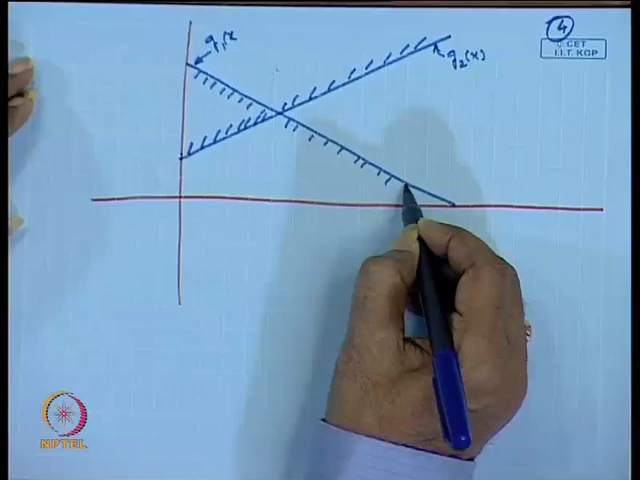 g₁(x
g₂(x)
4
© CET
I.I.T. KGP
NPTEL